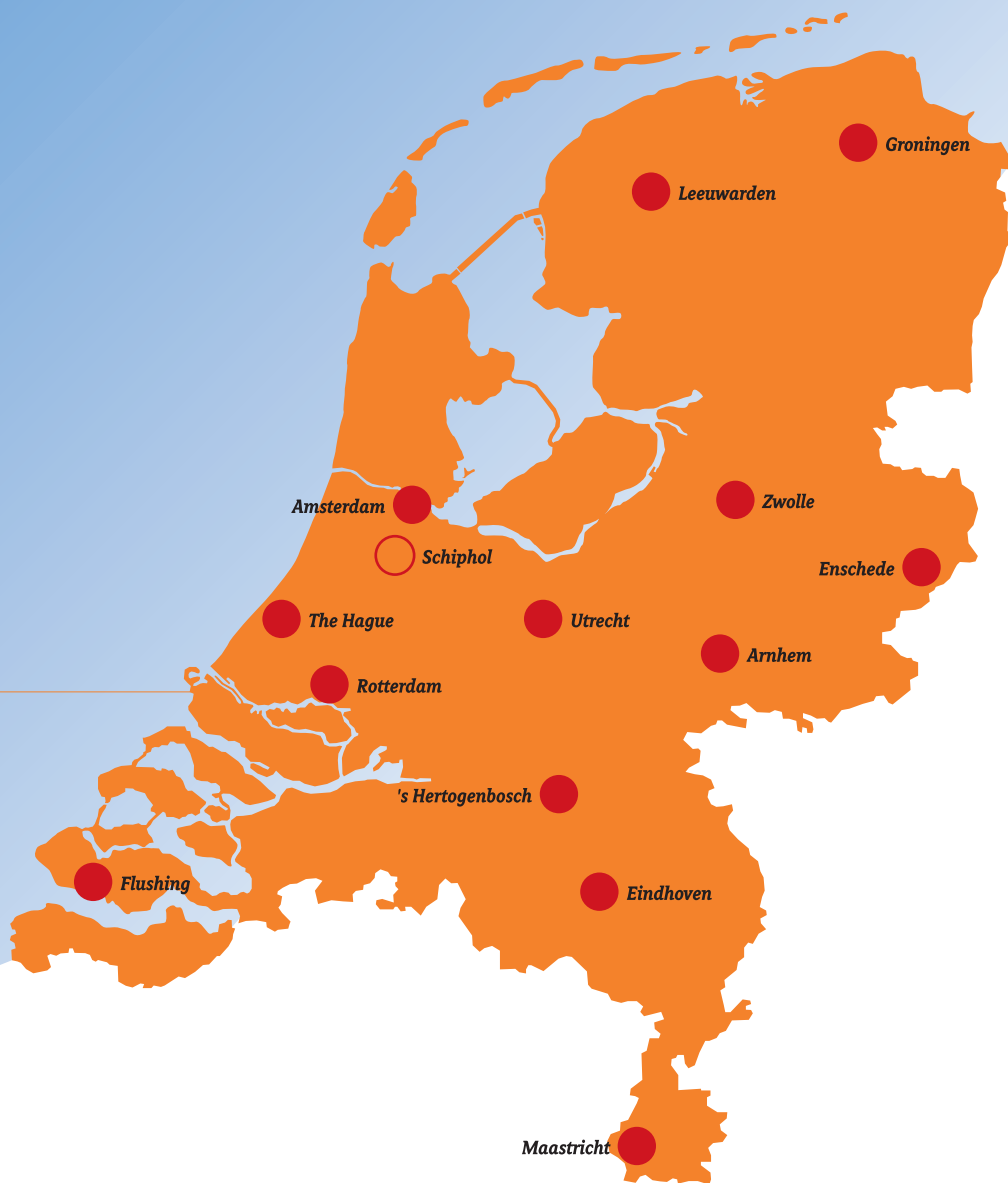 Groningen
Leeuwarden
Amsterdam
Zwolle
Schiphol
Enschede
The Hague
Utrecht
Arnhem
Rotterdam
's Hertogenbosch
Flushing
Eindhoven
Maastricht